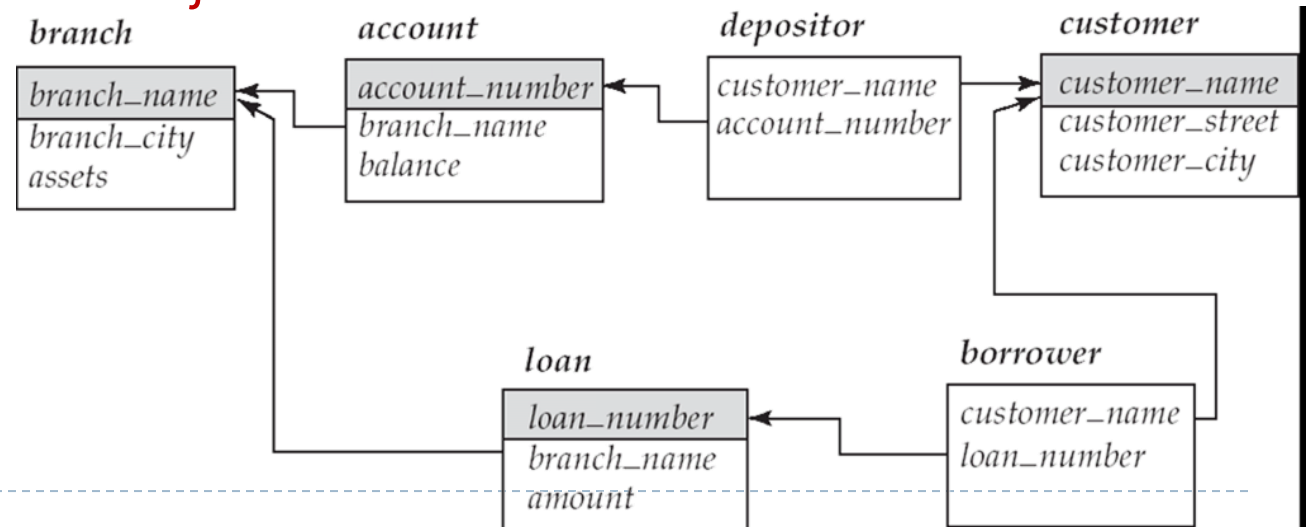 branch
branch_name
branch_city
assets
account
account_number
branch_name
balance
depositor
customer_name
account_number
customer
customer_name
customer_street
customer_city
loan
loan_number
branch_name
amount
borrower
customer_name
loan_number